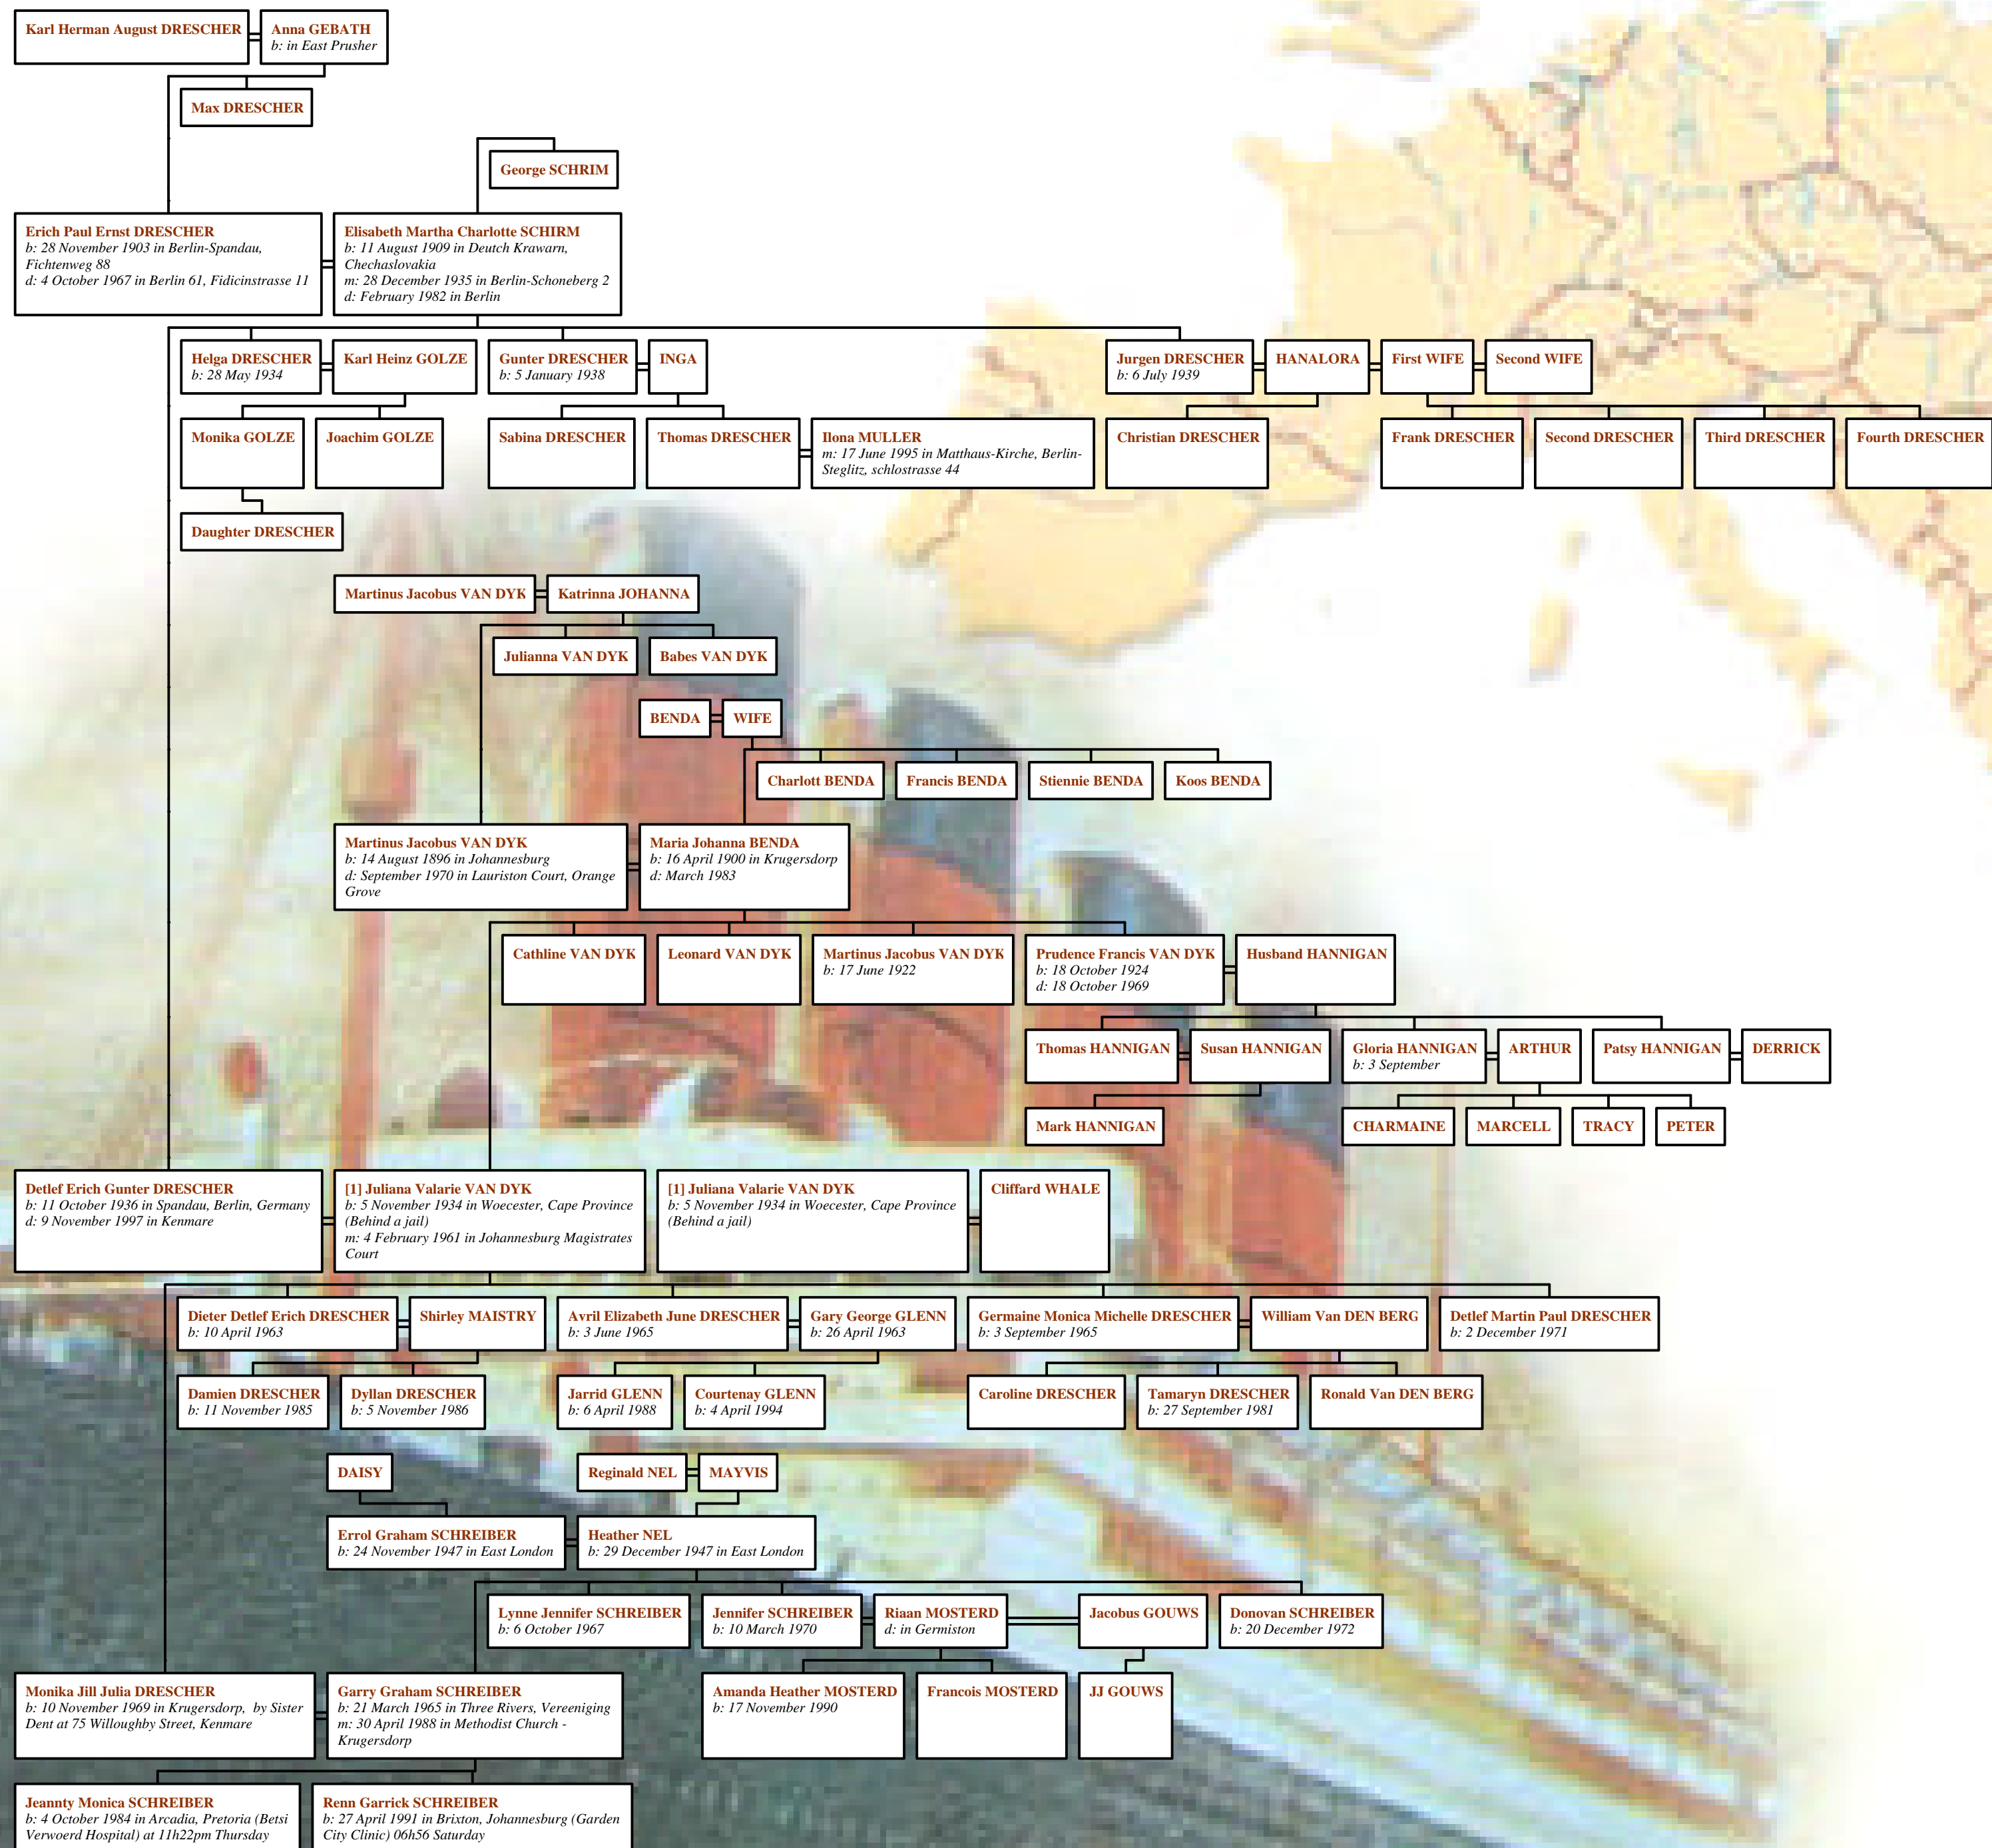 Karl Herman August DRESCHER
Anna GEBATH
b: in East Prusher
Max DRESCHER
George SCHRIM
Erich Paul Ernst DRESCHER
b: 28 November 1903 in Berlin-Spandau,
Fichtenweg 88
d: 4 October 1967 in Berlin 61, Fidicinstrasse 11
Elisabeth Martha Charlotte SCHIRM
b: 11 August 1909 in Deutch Krawarn,
Chechaslovakia
m: 28 December 1935 in Berlin-Schoneberg 2
d: February 1982 in Berlin
Helga DRESCHER
b: 28 May 1934
Karl Heinz GOLZE
Gunter DRESCHER
b: 5 January 1938
INGA
Jurgen DRESCHER
b: 6 July 1939
HANALORA
First WIFE
Second WIFE
Monika GOLZE
Joachim GOLZE
Sabina DRESCHER
Thomas DRESCHER
Ilona MULLER
m: 17 June 1995 in Matthaus-Kirche, Berlin-
Steglitz, schlostrasse 44
Christian DRESCHER
Frank DRESCHER
Second DRESCHER
Third DRESCHER
Fourth DRESCHER
Daughter DRESCHER
Martinus Jacobus VAN DYK
Katrinna JOHANNA
Julianna VAN DYK
Babes VAN DYK
BENDA
WIFE
Charlott BENDA
Francis BENDA
Stiennie BENDA
Koos BENDA
Martinus Jacobus VAN DYK
b: 14 August 1896 in Johannesburg
d: September 1970 in Lauriston Court, Orange
Grove
Maria Johanna BENDA
b: 16 April 1900 in Krugersdorp
d: March 1983
Cathline VAN DYK
Leonard VAN DYK
Martinus Jacobus VAN DYK
b: 17 June 1922
Prudence Francis VAN DYK
b: 18 October 1924
d: 18 October 1969
Husband HANNIGAN
Thomas HANNIGAN
Susan HANNIGAN
Gloria HANNIGAN
b: 3 September
ARTHUR
Patsy HANNIGAN
DERRICK
Mark HANNIGAN
CHARMAINE
MARCELL
TRACY
PETER
Detlef Erich Gunter DRESCHER
b: 11 October 1936 in Spandau, Berlin, Germany
d: 9 November 1997 in Kenmare
[1] Juliana Valarie VAN DYK
b: 5 November 1934 in Woecester, Cape Province
(Behind a jail)
m: 4 February 1961 in Johannesburg Magistrates
Court
[1] Juliana Valarie VAN DYK
b: 5 November 1934 in Woecester, Cape Province
(Behind a jail)
Cliffard WHALE
Dieter Detlef Erich DRESCHER
b: 10 April 1963
Shirley MAISTRY
Avril Elizabeth June DRESCHER
b: 3 June 1965
Gary George GLENN
b: 26 April 1963
Germaine Monica Michelle DRESCHER
b: 3 September 1965
William Van DEN BERG
Detlef Martin Paul DRESCHER
b: 2 December 1971
Damien DRESCHER
b: 11 November 1985
Dyllan DRESCHER
b: 5 November 1986
Jarrid GLENN
b: 6 April 1988
Courtenay GLENN
b: 4 April 1994
Caroline DRESCHER
Tamaryn DRESCHER
b: 27 September 1981
Ronald Van DEN BERG
DAISY
Reginald NEL
MAYVIS
Errol Graham SCHREIBER
b: 24 November 1947 in East London
Heather NEL
b: 29 December 1947 in East London
Lynne Jennifer SCHREIBER
b: 6 October 1967
Jennifer SCHREIBER
b: 10 March 1970
Riaan MOSTERD
d: in Germiston
Jacobus GOUWS
Donovan SCHREIBER
b: 20 December 1972
Monika Jill Julia DRESCHER
b: 10 November 1969 in Krugersdorp, by Sister
Dent at 75 Willoughby Street, Kenmare
Garry Graham SCHREIBER
b: 21 March 1965 in Three Rivers, Vereeniging
m: 30 April 1988 in Methodist Church -
Krugersdorp
Amanda Heather MOSTERD
b: 17 November 1990
Francois MOSTERD
JJ GOUWS
Jeannty Monica SCHREIBER
b: 4 October 1984 in Arcadia, Pretoria (Betsi
Verwoerd Hospital) at 11h22pm Thursday
Renn Garrick SCHREIBER
b: 27 April 1991 in Brixton, Johannesburg (Garden
City Clinic) 06h56 Saturday